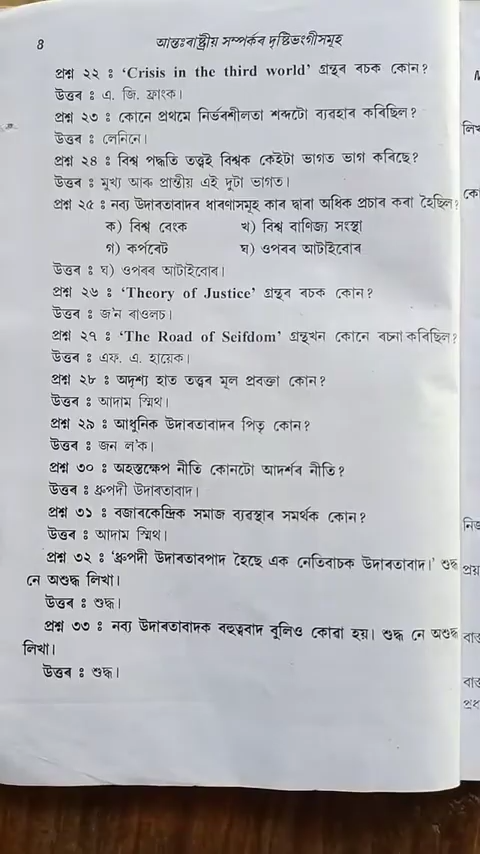 8 আন্তঃৰাষ্ট্ৰীয় সম্পৰ্কৰ দৃষ্টিভংগীসমূহ
প্ৰশ্ন ২২ : ‘Crisis in the third world’ গ্ৰন্থৰ ৰচক কোন?
উত্তৰ : এ. জি. ফ্ৰাংক।
প্ৰশ্ন ২৩ : কোনে প্ৰথমে নিৰ্ভৰশীলতা শব্দটো ব্যৱহাৰ কৰিছিল?
উত্তৰ : লেনিনে।
প্ৰশ্ন ২৪ : বিশ্ব পদ্ধতি তত্ত্বই বিশ্বক কেইটা ভাগত ভাগ কৰিছে?
উত্তৰ : মুখ্য আৰু প্ৰান্তীয় এই দুটা ভাগত।
প্ৰশ্ন ২৫ : নব্য উদাৰতাবাদৰ ধাৰণাসমূহ কাৰ দ্বাৰা অধিক প্ৰচাৰ কৰা হৈছিল?
ক) বিশ্ব বেংক খ) বিশ্ব বাণিজ্য সংস্থা
গ) কৰ্পৰেট ঘ) ওপৰৰ আটাইবোৰ
উত্তৰ : ঘ) ওপৰৰ আটাইবোৰ।
প্ৰশ্ন ২৬ : ‘Theory of Justice’ গ্ৰন্থৰ ৰচক কোন?
উত্তৰ : জ'ন ৰাওলচ।
প্ৰশ্ন ২৭ : ‘The Road of Seifdom’ গ্ৰন্থখন কোনে ৰচনা কৰিছিল?
উত্তৰ : এফ. এ. হায়েক।
প্ৰশ্ন ২৮ : অদৃশ্য হাত তত্ত্বৰ মূল প্ৰবক্তা কোন?
উত্তৰ : আদাম স্মিথ।
প্ৰশ্ন ২৯ : আধুনিক উদাৰতাবাদৰ পিতৃ কোন?
উত্তৰ : জন ল'ক।
প্ৰশ্ন ৩০ : অহস্তক্ষেপ নীতি কোনটো আদৰ্শৰ নীতি?
উত্তৰ : ধ্ৰুপদী উদাৰতাবাদ।
প্ৰশ্ন ৩১ : বজাৰকেন্দ্ৰিক সমাজ ব্যৱস্থাৰ সমৰ্থক কোন?
উত্তৰ : আদাম স্মিথ।
প্ৰশ্ন ৩২ : ‘ধ্ৰুপদী উদাৰতাবাদ হৈছে এক নেতিবাচক উদাৰতাবাদ।’ শুদ্ধ
নে অশুদ্ধ লিখা।
উত্তৰ : শুদ্ধ।
প্ৰশ্ন ৩৩ : নব্য উদাৰতাবাদক বহুত্ববাদ বুলিও কোৱা হয়। শুদ্ধ নে অশুদ্ধ
লিখা।
উত্তৰ : শুদ্ধ।